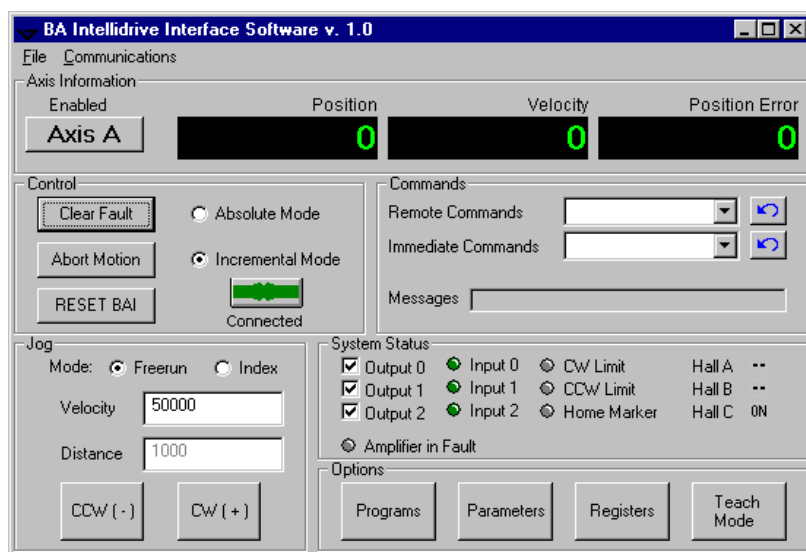 BA Intellidrive Interface Software v. 1.0
File Communications
Axis Information
Enabled Position Velocity Position Error
Axis A 0 0 0
Control
Clear Fault Absolute Mode
Abort Motion Incremental Mode
RESET BAI
Connected
Commands
Remote Commands
Immediate Commands
Messages
Jog
Mode: Freerun Index
Velocity 50000
Distance 1000
CCW ( - ) CW ( + )
System Status
Output 0 Input 0 CW Limit Hall A --
Output 1 Input 1 CCW Limit Hall B --
Output 2 Input 2 Home Marker Hall C ON
Amplifier in Fault
Options
Programs Parameters Registers Teach Mode